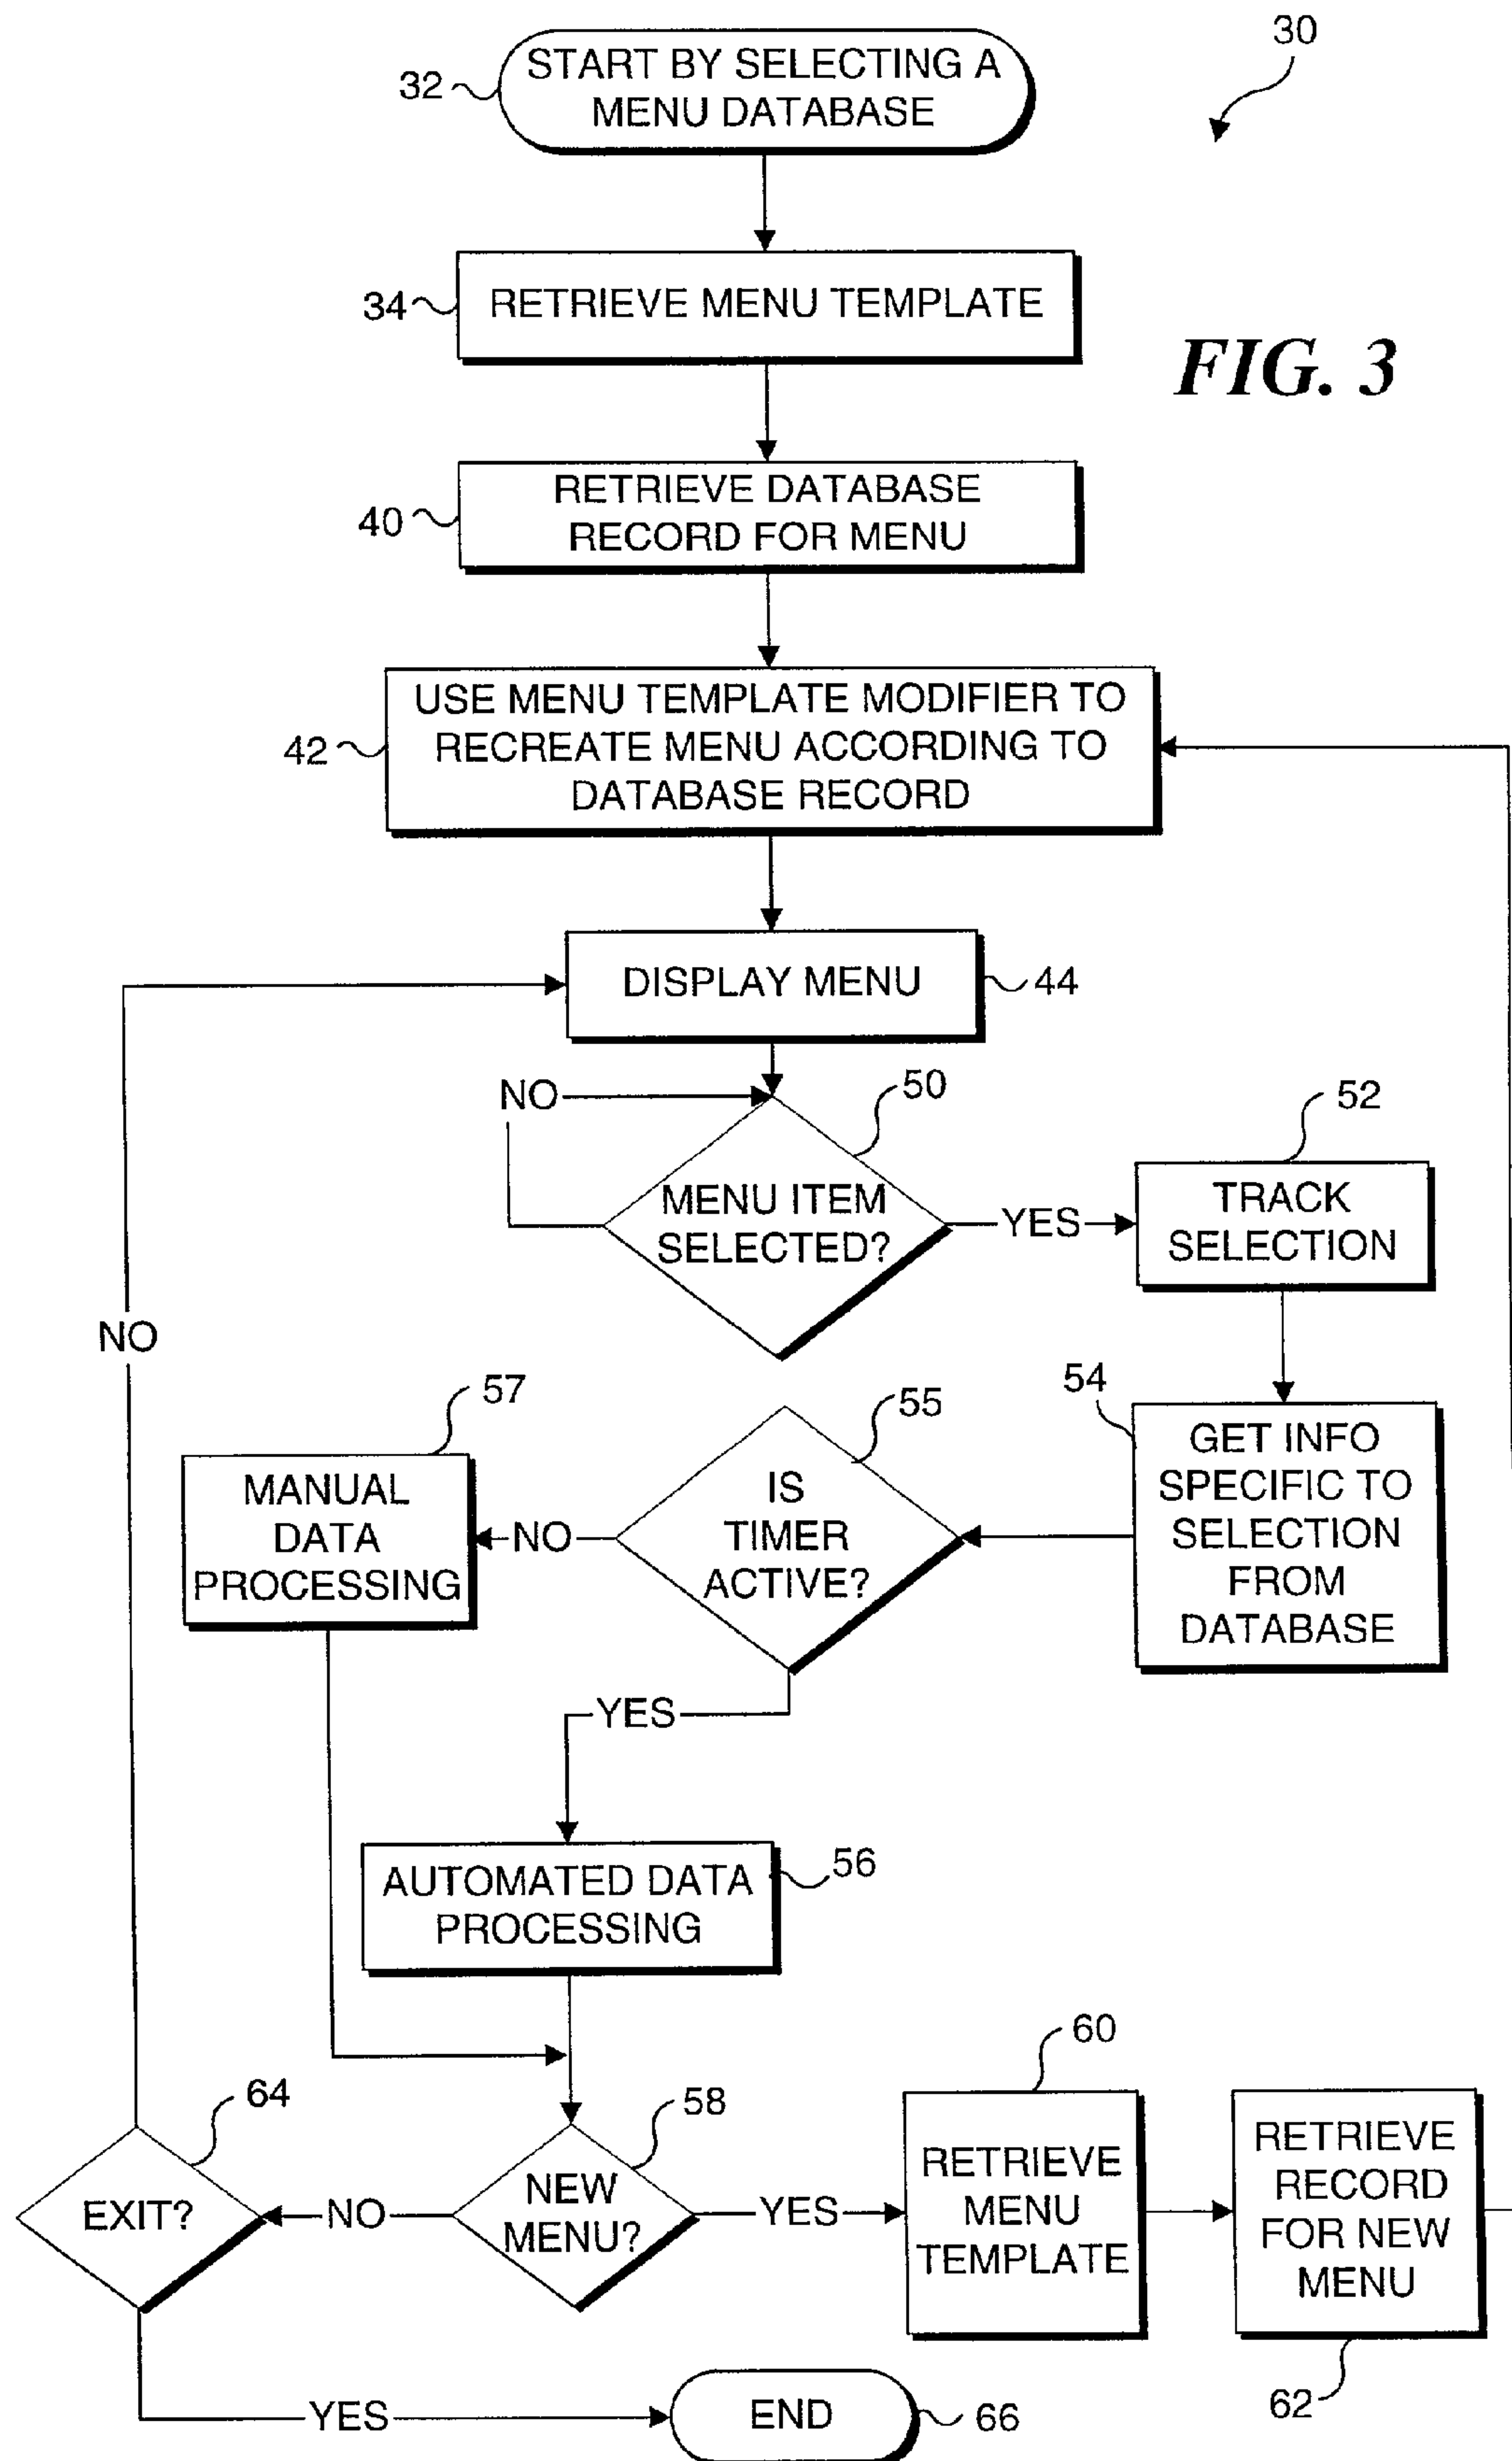 30
START BY SELECTING A
MENU DATABASE
32
34
RETRIEVE MENU TEMPLATE
FIG. 3
40
RETRIEVE DATABASE
RECORD FOR MENU
42
USE MENU TEMPLATE MODIFIER TO
RECREATE MENU ACCORDING TO
DATABASE RECORD
DISPLAY MENU
44
NO
50
MENU ITEM
SELECTED?
YES
52
TRACK
SELECTION
NO
54
GET INFO
SPECIFIC TO
SELECTION
FROM
DATABASE
55
IS
TIMER
ACTIVE?
NO
57
MANUAL
DATA
PROCESSING
YES
AUTOMATED DATA
PROCESSING
56
58
NEW
MENU?
YES
60
RETRIEVE
MENU
TEMPLATE
RETRIEVE
RECORD
FOR NEW
MENU
62
NO
64
EXIT?
YES
END
66